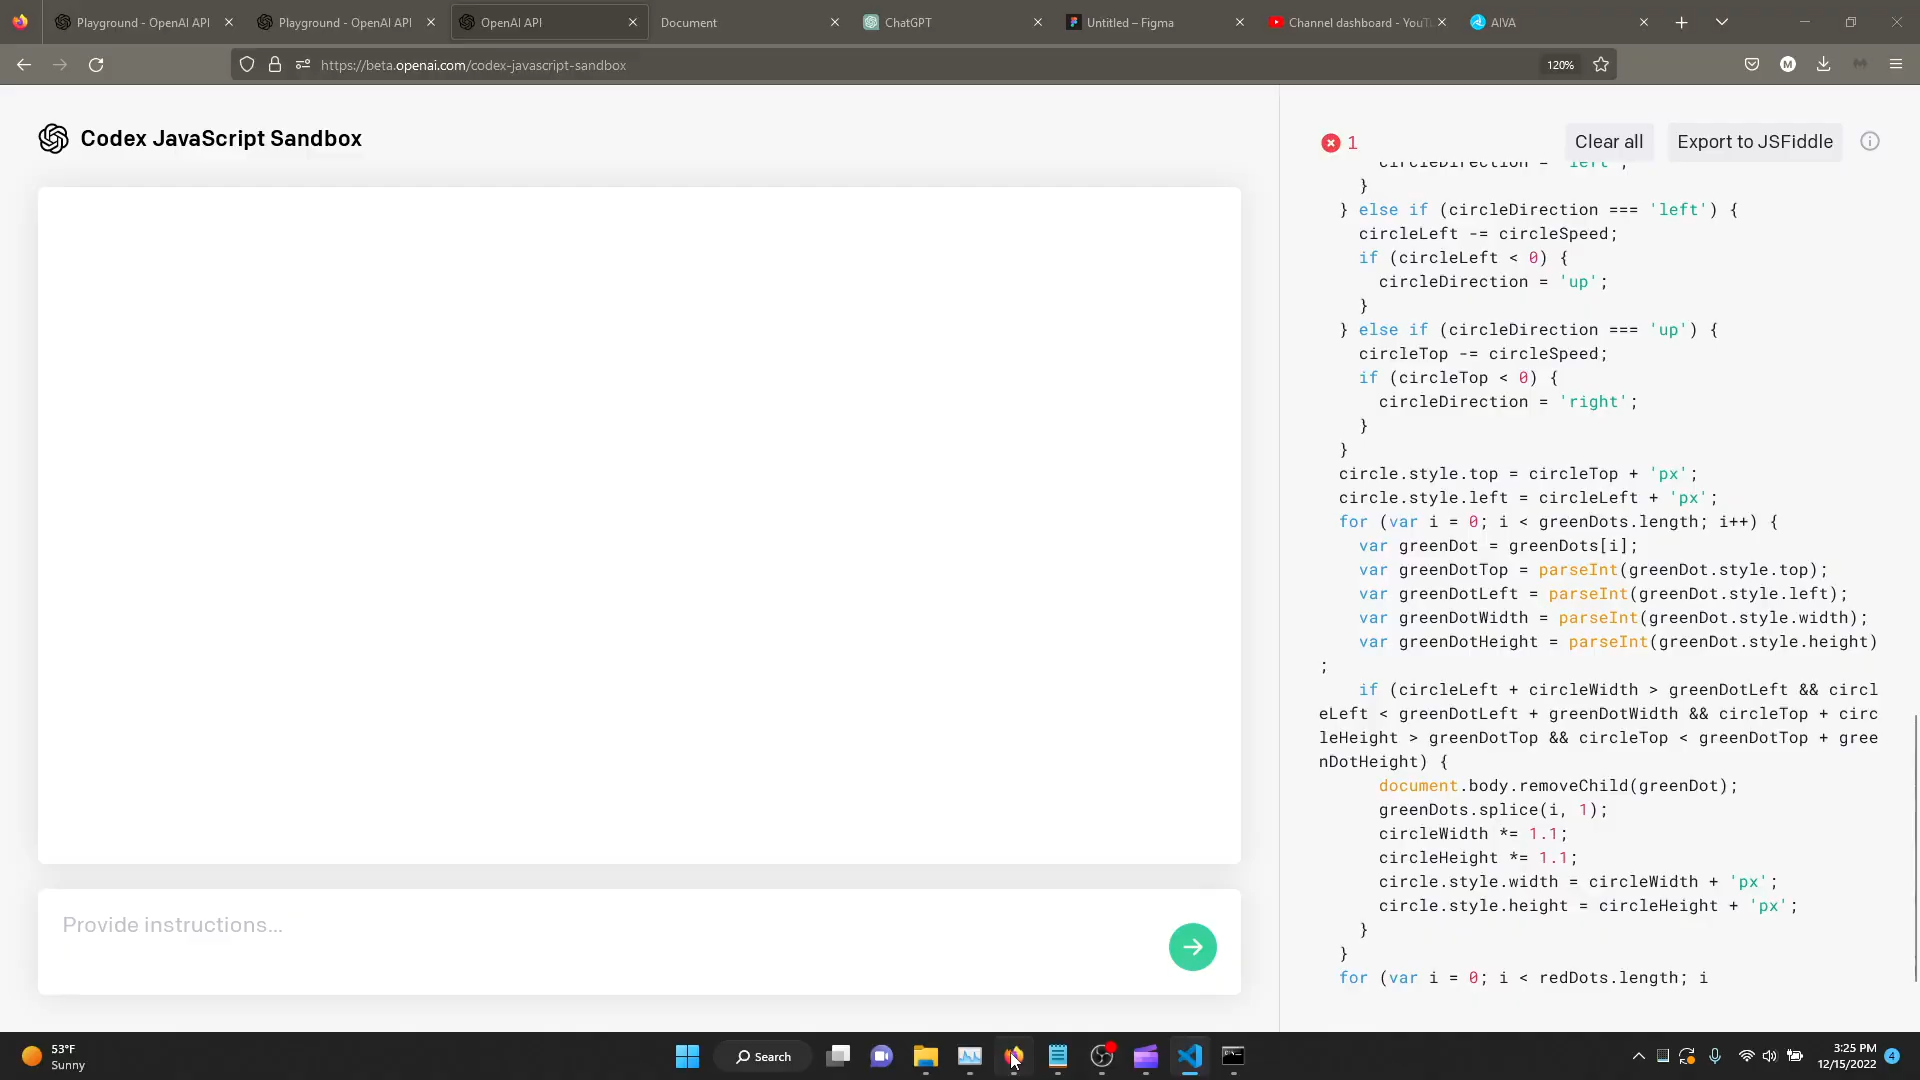 Playground - OpenAI API
Playground - OpenAI API
OpenAI API
Document
ChatGPT
Untitled – Figma
Channel dashboard - YouTu
AIVA
https://beta.openai.com/codex-javascript-sandbox
120%
M
Codex JavaScript Sandbox
1
Clear all
Export to JSFiddle
circleDirection = 'left';
}
} else if (circleDirection === 'left') {
circleLeft -= circleSpeed;
if (circleLeft < 0) {
circleDirection = 'up';
}
} else if (circleDirection === 'up') {
circleTop -= circleSpeed;
if (circleTop < 0) {
circleDirection = 'right';
}
}
circle.style.top = circleTop + 'px';
circle.style.left = circleLeft + 'px';
for (var i = 0; i < greenDots.length; i++) {
var greenDot = greenDots[i];
var greenDotTop = parseInt(greenDot.style.top);
var greenDotLeft = parseInt(greenDot.style.left);
var greenDotWidth = parseInt(greenDot.style.width);
var greenDotHeight = parseInt(greenDot.style.height)
;
if (circleLeft + circleWidth > greenDotLeft && circl
eLeft < greenDotLeft + greenDotWidth && circleTop + circ
leHeight > greenDotTop && circleTop < greenDotTop + gree
nDotHeight) {
document.body.removeChild(greenDot);
greenDots.splice(i, 1);
circleWidth *= 1.1;
circleHeight *= 1.1;
circle.style.width = circleWidth + 'px';
circle.style.height = circleHeight + 'px';
}
}
for (var i = 0; i < redDots.length; i
Provide instructions...
53°F
Sunny
Search
3:25 PM
12/15/2022
4